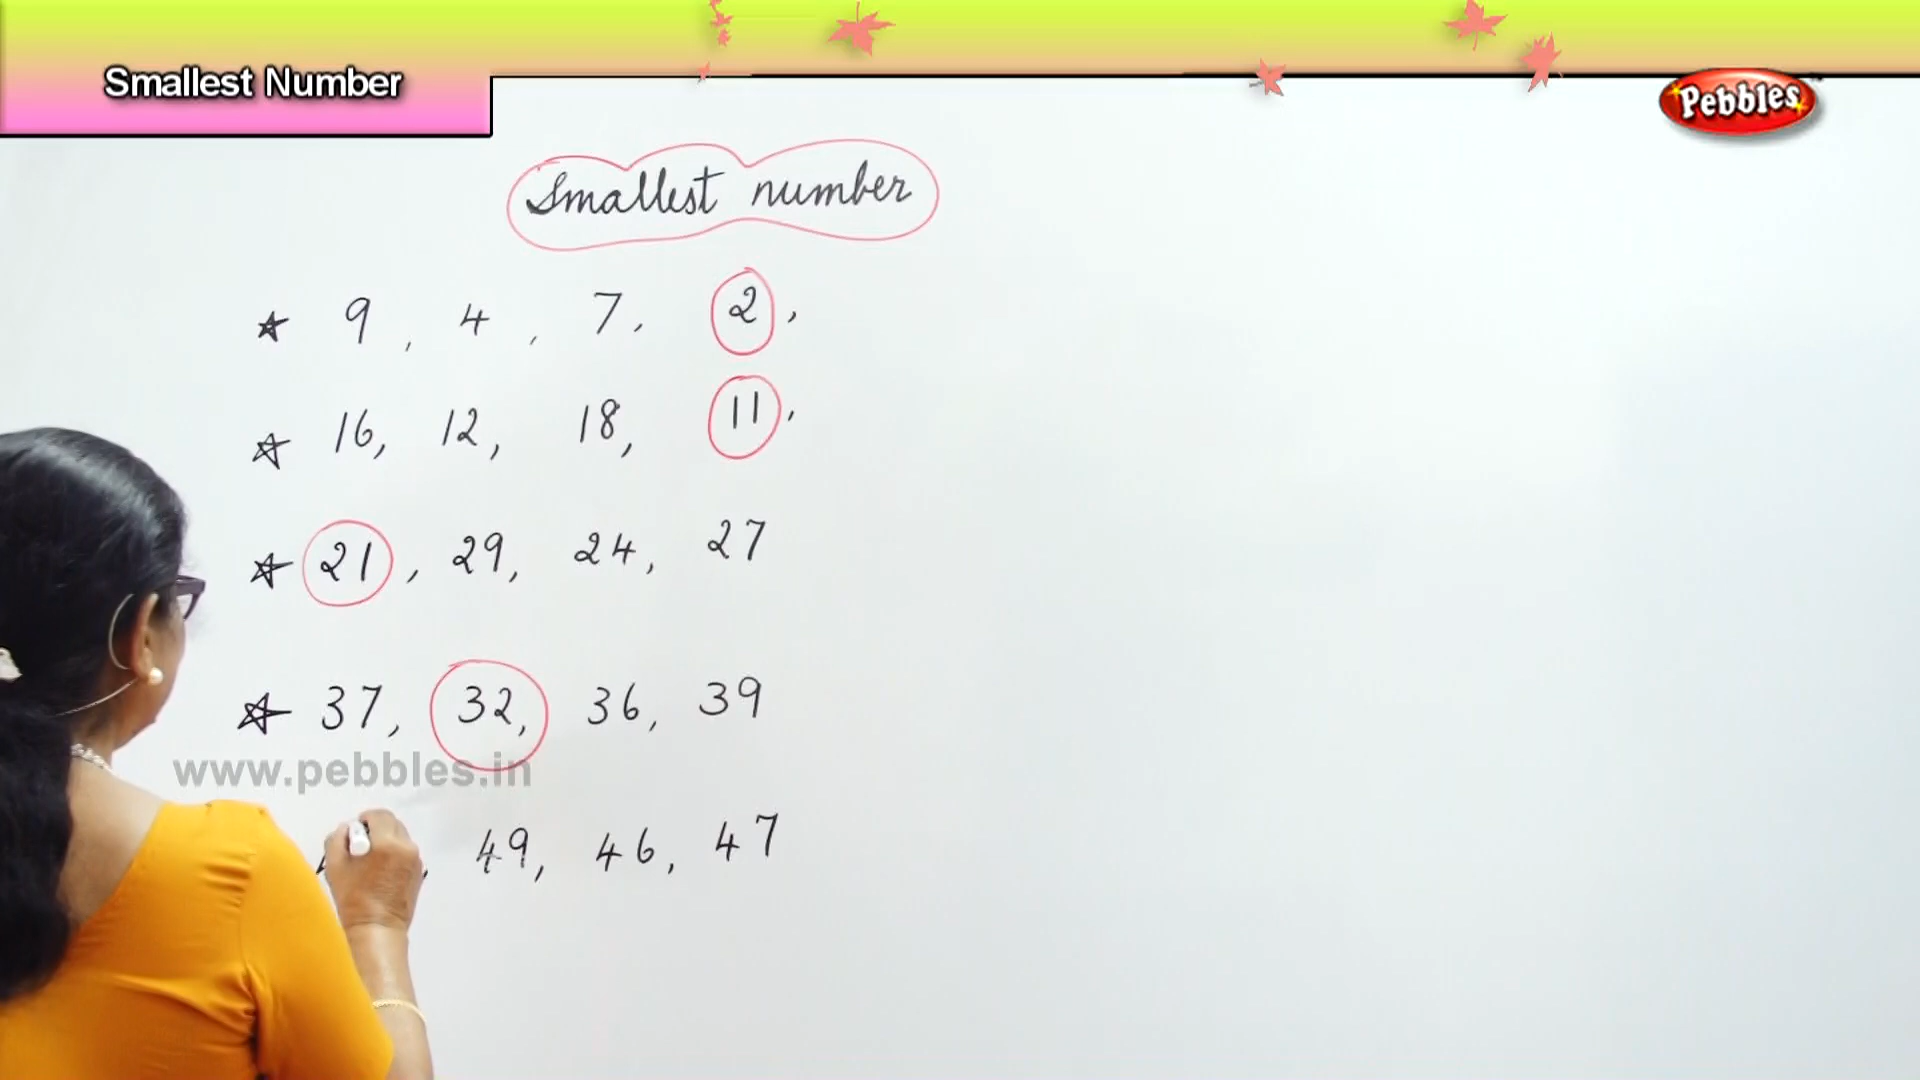 Smallest Number
Pebbles
Smallest number
★ 9, 4, 7, 2,
★ 16, 12, 18, 11,
★ 21, 29, 24, 27
★ 37, 32, 36, 39
www.pebbles.in
, 49, 46, 47